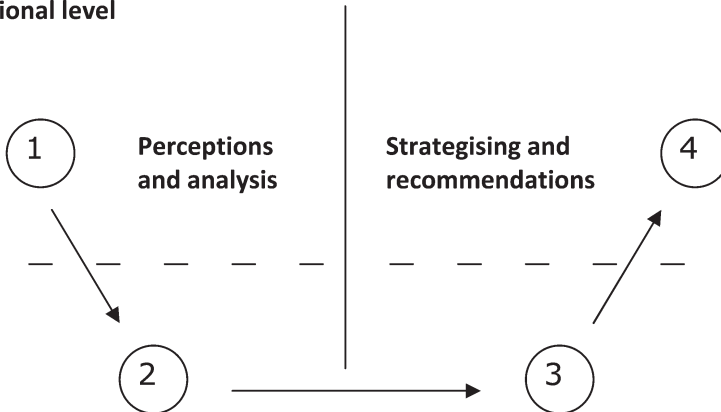 ional level
1
Perceptions
and analysis
Strategising and
recommendations
4
2
3